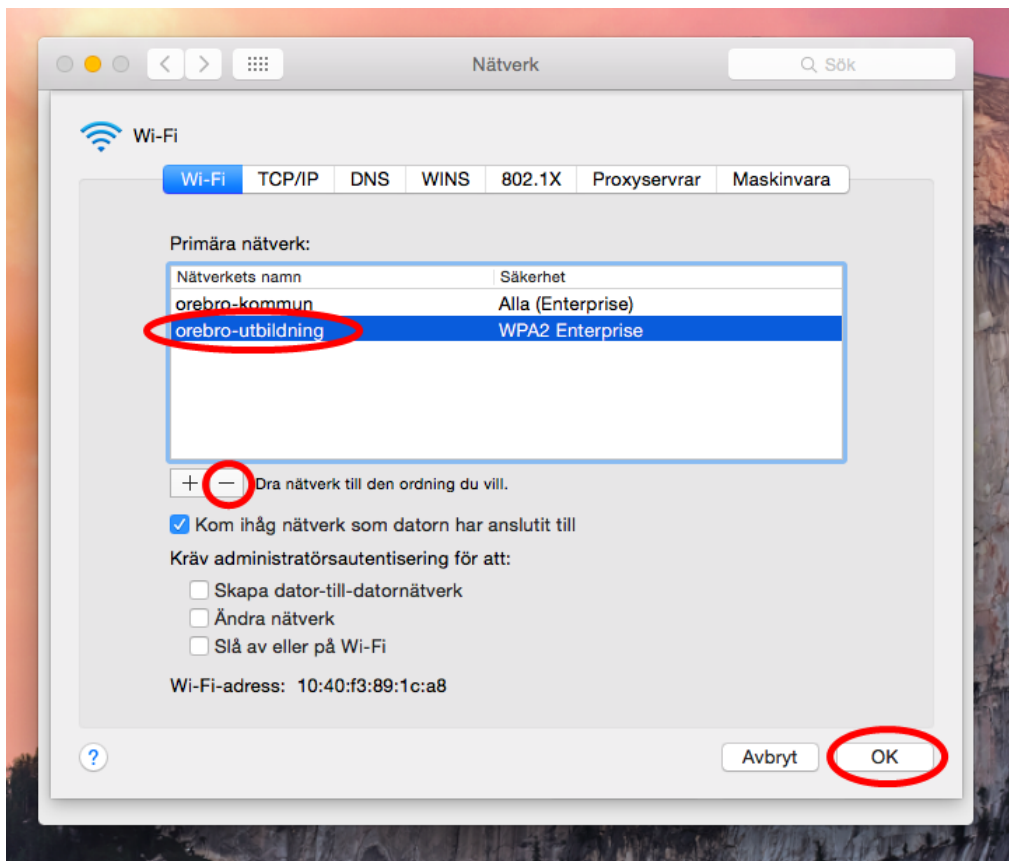 Nätverk
Sök
Wi-Fi
Wi-Fi TCP/IP DNS WINS 802.1X Proxyservrar Maskinvara
Primära nätverk:
Nätverkets namn Säkerhet
orebro-kommun Alla (Enterprise)
orebro-utbildning WPA2 Enterprise
+ − Dra nätverk till den ordning du vill.
Kom ihåg nätverk som datorn har anslutit till
Kräv administratörsautentisering för att:
Skapa dator-till-datornätverk
Ändra nätverk
Slå av eller på Wi-Fi
Wi-Fi-adress: 10:40:f3:89:1c:a8
? Avbryt OK